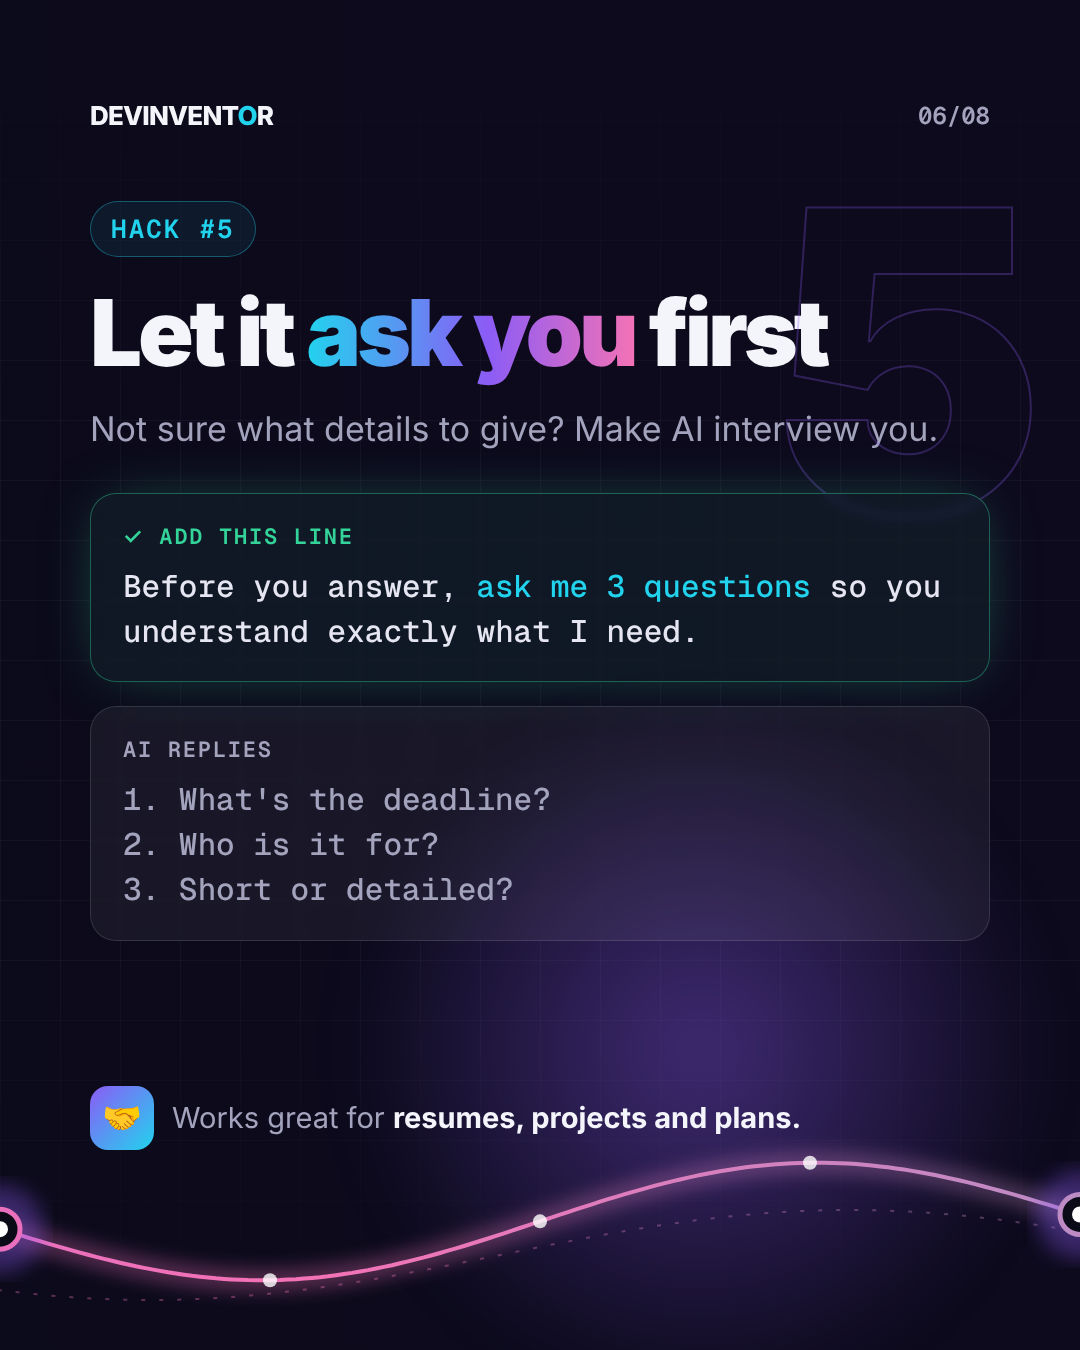 DEVINVENTOR
06/08
HACK #5
5
Let it ask you first
Not sure what details to give? Make AI interview you.
✓ ADD THIS LINE
Before you answer, ask me 3 questions so you
understand exactly what I need.
AI REPLIES
1. What's the deadline?
2. Who is it for?
3. Short or detailed?
Works great for resumes, projects and plans.